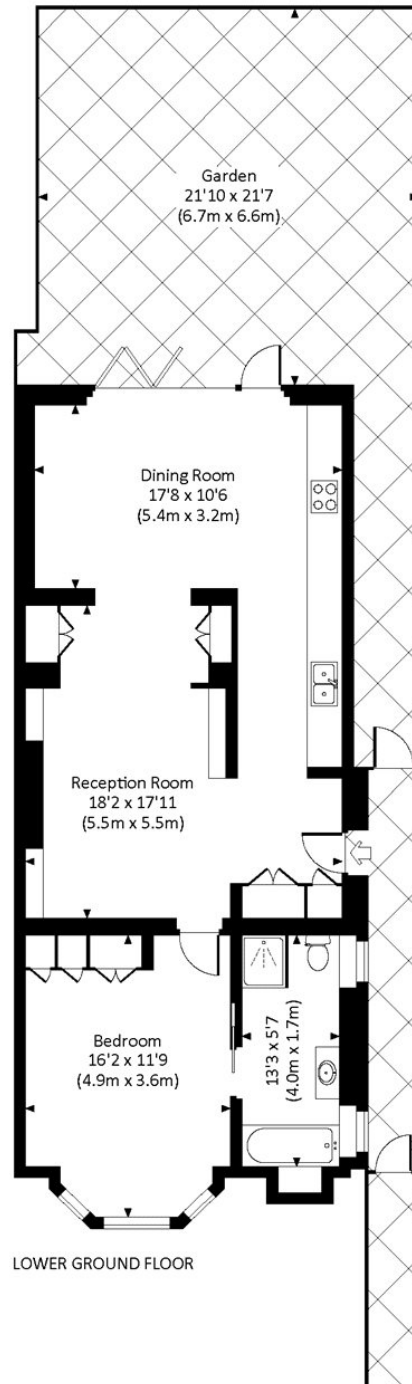 Garden
21'10 x 21'7
(6.7m x 6.6m)
Dining Room
17'8 x 10'6
(5.4m x 3.2m)
Reception Room
18'2 x 17'11
(5.5m x 5.5m)
Bedroom
16'2 x 11'9
(4.9m x 3.6m)
13'3 x 5'7
(4.0m x 1.7m)
LOWER GROUND FLOOR